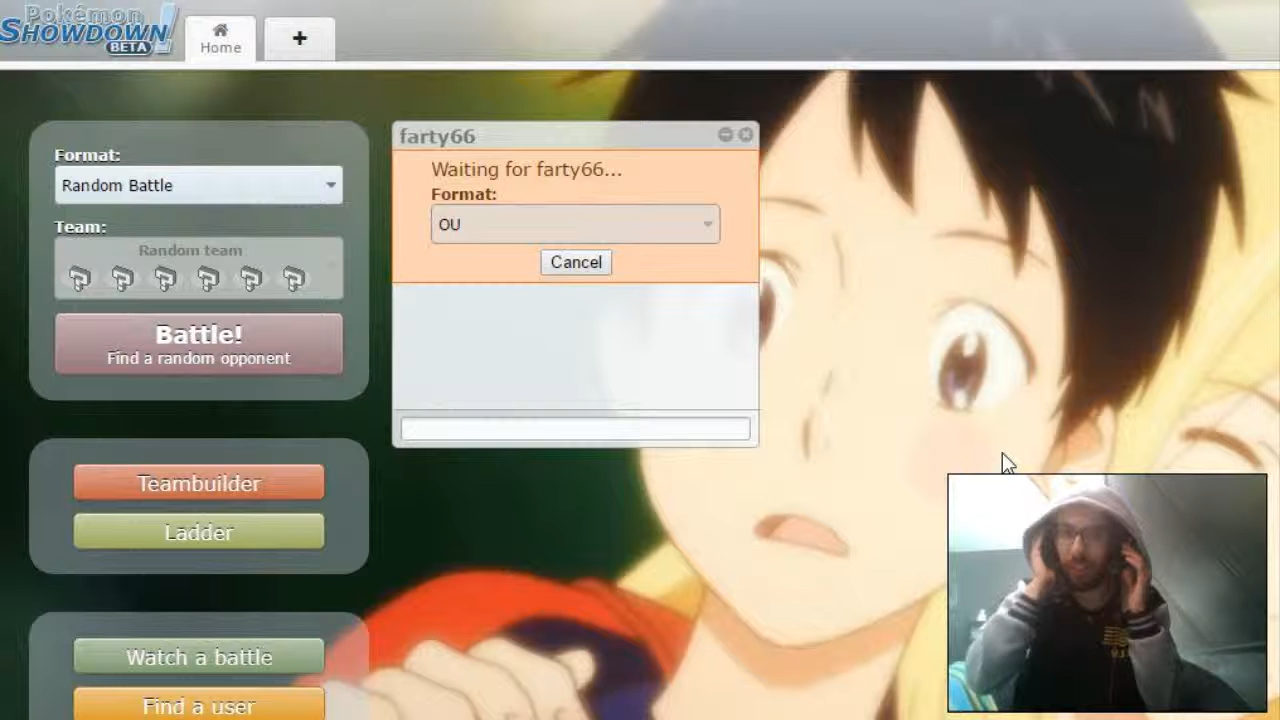 Pokémon
SHOWDOWN!
BETA
Home
+
Format:
Random Battle
Team:
Random team
Battle!
Find a random opponent
Teambuilder
Ladder
Watch a battle
Find a user
farty66
Waiting for farty66...
Format:
OU
Cancel